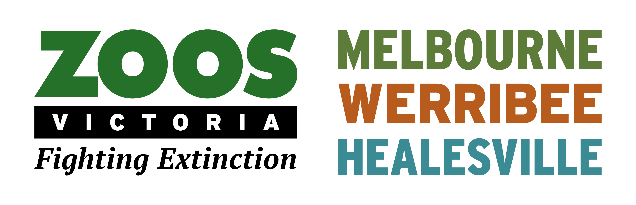 ZOOS
VICTORIA
Fighting Extinction
MELBOURNE
WERRIBEE
HEALESVILLE